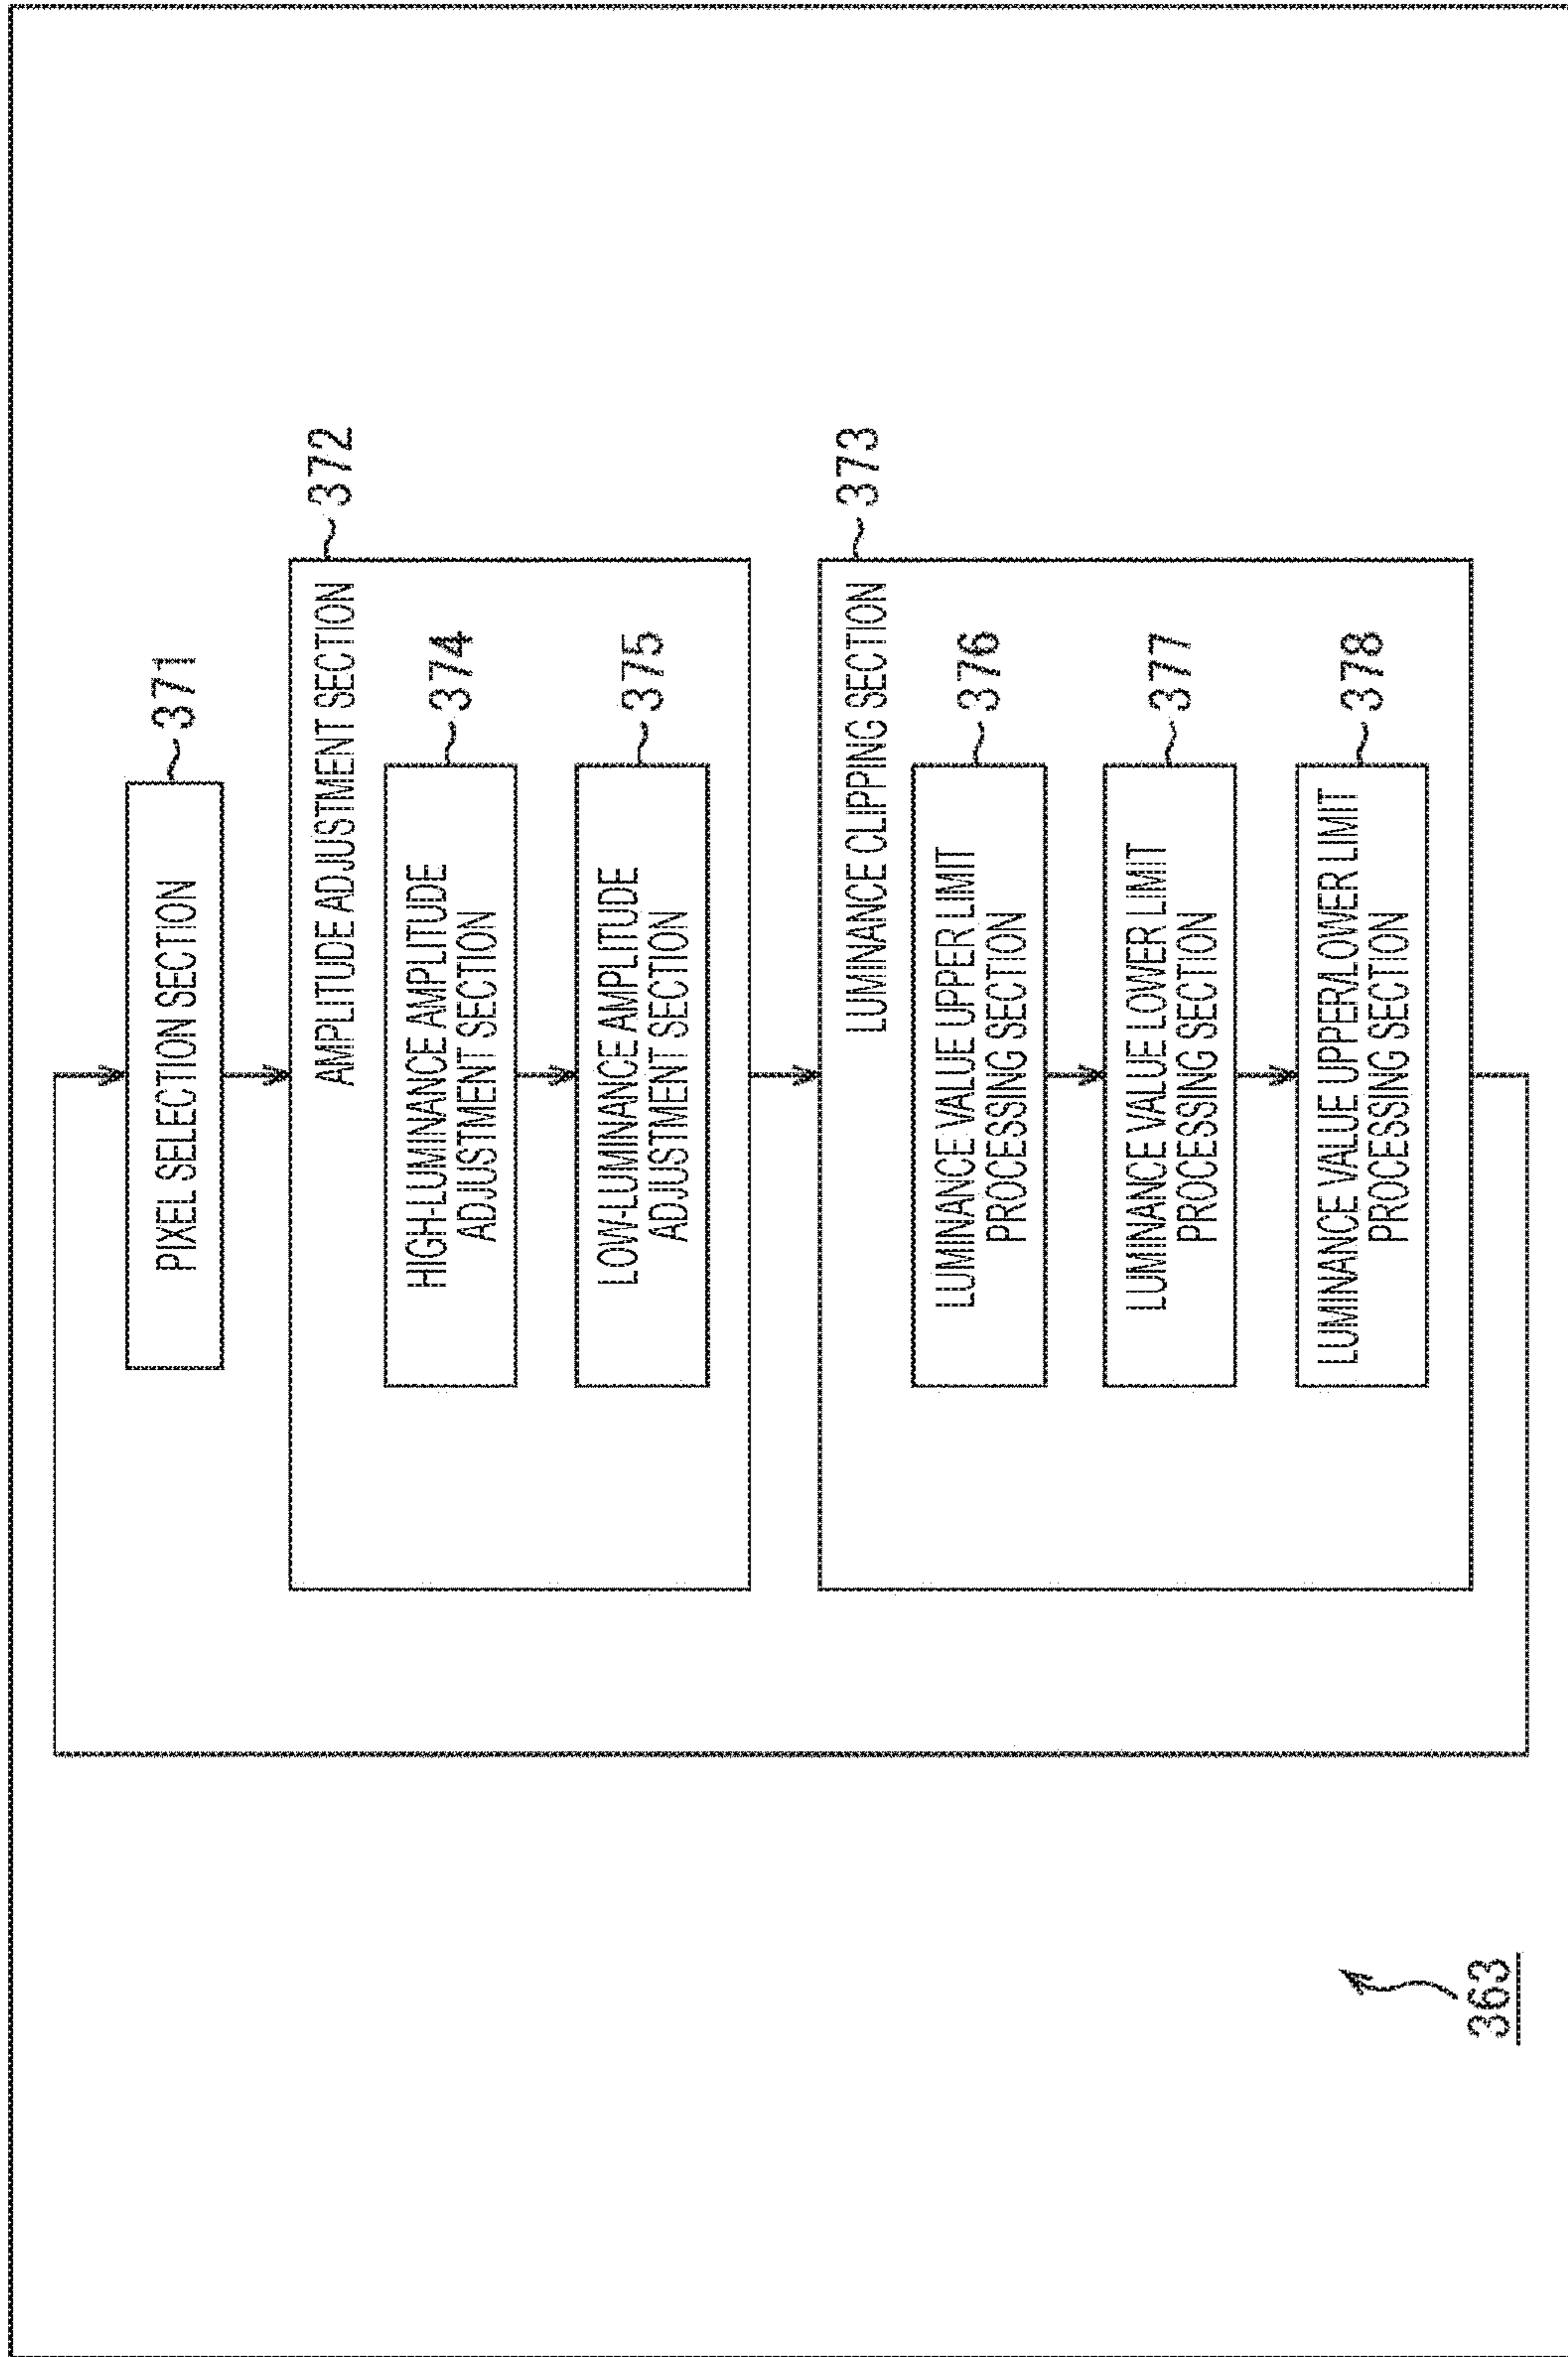 PIXEL SELECTION SECTION
371
AMPLITUDE ADJUSTMENT SECTION
372
HIGH-LUMINANCE AMPLITUDE
ADJUSTMENT SECTION
374
LOW-LUMINANCE AMPLITUDE
ADJUSTMENT SECTION
375
LUMINANCE CLIPPING SECTION
373
LUMINANCE VALUE UPPER LIMIT
PROCESSING SECTION
376
LUMINANCE VALUE LOWER LIMIT
PROCESSING SECTION
377
LUMINANCE VALUE UPPER/LOWER LIMIT
PROCESSING SECTION
378
363